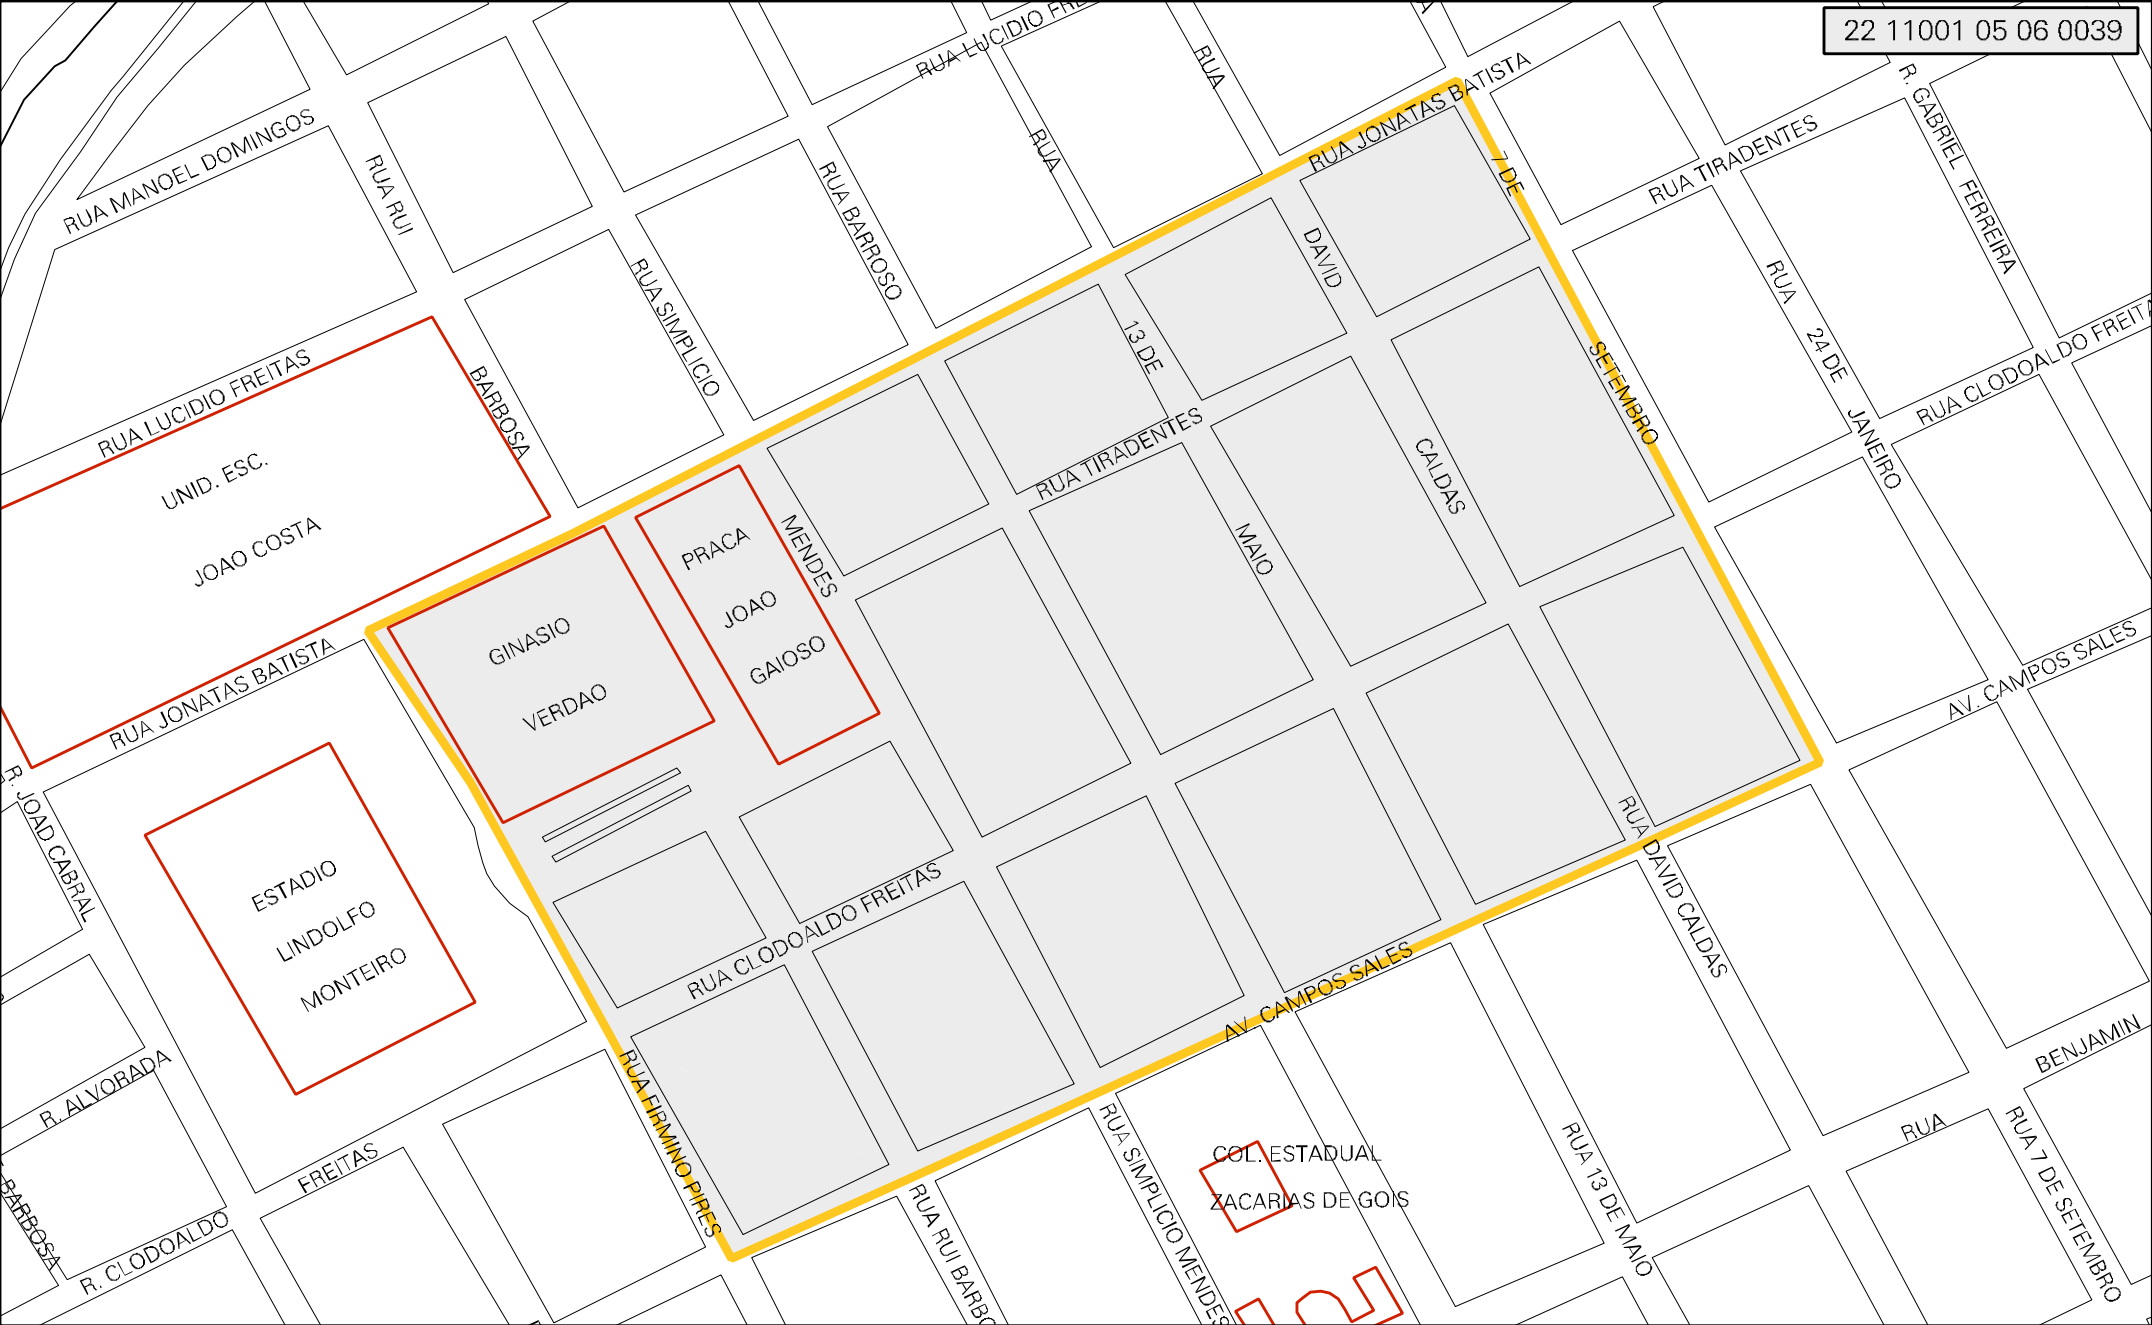 22 11001 05 06 0039
RUA LUCIDIO FRE
RUA
RUA
RUA JONATAS BATISTA
RUA MANOEL DOMINGOS
RUA RUI
RUA BARROSO
7 DE
RUA TIRADENTES
R. GABRIEL FERREIRA
RUA SIMPLICIO
DAVID
RUA
24 DE
JANEIRO
13 DE
SETEMBRO
RUA CLODOALDO FREITA
RUA LUCIDIO FREITAS
BARBOSA
UNID. ESC.
JOAO COSTA
RUA TIRADENTES
CALDAS
MAIO
MENDES
PRACA
JOAO
GAIOSO
GINASIO
VERDAO
RUA JONATAS BATISTA
AV. CAMPOS SALES
R. JOAO CABRAL
ESTADIO
LINDOLFO
MONTEIRO
RUA CLODOALDO FREITAS
RUA DAVID CALDAS
AV. CAMPOS SALES
RUA FIRMINO PIRES
R. ALVORADA
FREITAS
R. CLODOALDO
BARBOSA
RUA RUI BARBO
RUA SIMPLICIO MENDES
COL. ESTADUAL
ZACARIAS DE GOIS
RUA 13 DE MAIO
RUA
BENJAMIN
RUA 7 DE SETEMBRO